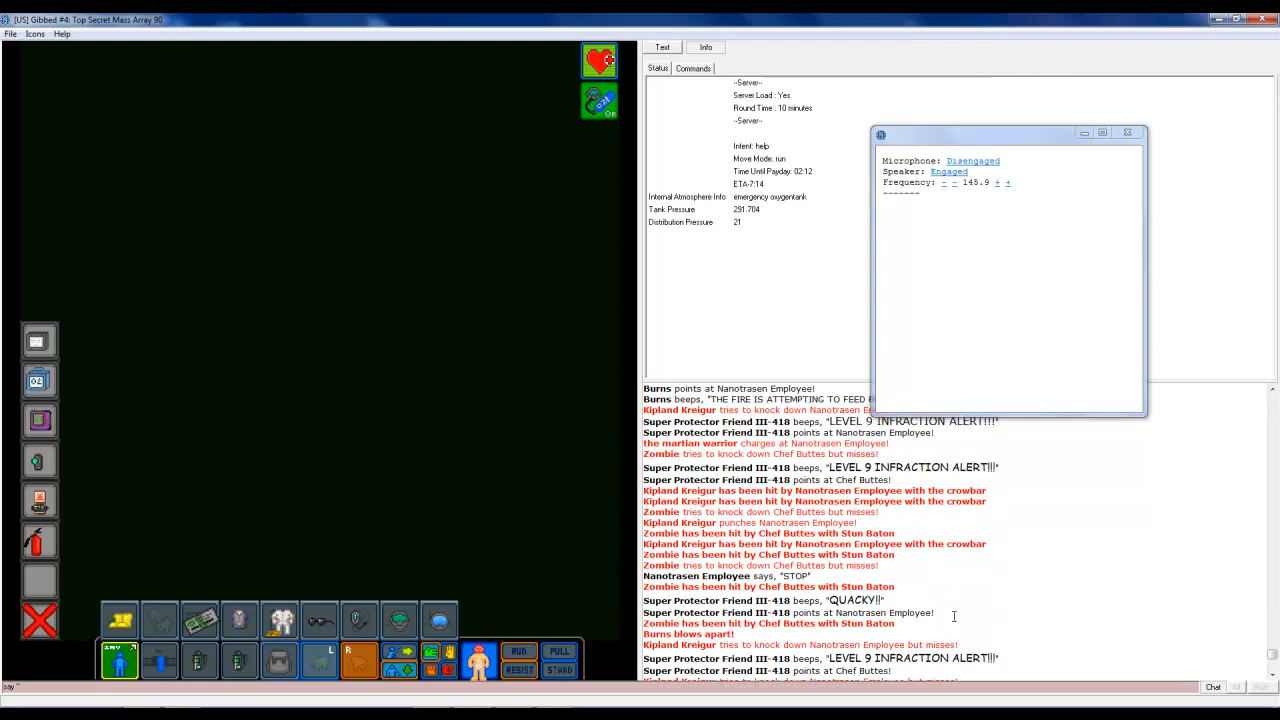 [US] Gibbed #4: Top Secret Mass Array 90
File Icons Help
Text Info
Status Commands
--Server--
Server Load : Yes
Round Time : 10 minutes
--Server--
Intent: help
Move Mode: run
Time Until Payday: 02:12
ETA-7:14
Internal Atmosphere Info emergency oxygentank
Tank Pressure 291.704
Distribution Pressure 21
Microphone: Disengaged
Speaker: Engaged
Frequency: - - 145.9 + +
-------
On
Burns points at Nanotrasen Employee!
Burns beeps, "THE FIRE IS ATTEMPTING TO FEED
Kipland Kreigur tries to knock down Nanotrasen
Super Protector Friend III-418 beeps, "LEVEL 9 INFRACTION ALERT!!!"
Super Protector Friend III-418 points at Nanotrasen Employee!
the martian warrior charges at Nanotrasen Employee!
Zombie tries to knock down Chef Buttes but misses!
Super Protector Friend III-418 beeps, "LEVEL 9 INFRACTION ALERT!!!"
Super Protector Friend III-418 points at Chef Buttes!
Kipland Kreigur has been hit by Nanotrasen Employee with the crowbar
Kipland Kreigur has been hit by Nanotrasen Employee with the crowbar
Zombie tries to knock down Chef Buttes but misses!
Kipland Kreigur punches Nanotrasen Employee!
Zombie has been hit by Chef Buttes with Stun Baton
Kipland Kreigur has been hit by Nanotrasen Employee with the crowbar
Zombie has been hit by Chef Buttes with Stun Baton
Zombie tries to knock down Chef Buttes but misses!
Nanotrasen Employee says, "STOP"
Zombie has been hit by Chef Buttes with Stun Baton
Super Protector Friend III-418 beeps, "QUACKY!!"
Super Protector Friend III-418 points at Nanotrasen Employee!
Zombie has been hit by Chef Buttes with Stun Baton
Burns blows apart!
Kipland Kreigur tries to knock down Nanotrasen Employee but misses!
Super Protector Friend III-418 beeps, "LEVEL 9 INFRACTION ALERT!!!"
Super Protector Friend III-418 points at Chef Buttes!
Kipland Kreigur tries to knock down Nanotrasen Employee but misses!
INV L R RUN PULL
RESIST STAND
say "
Chat